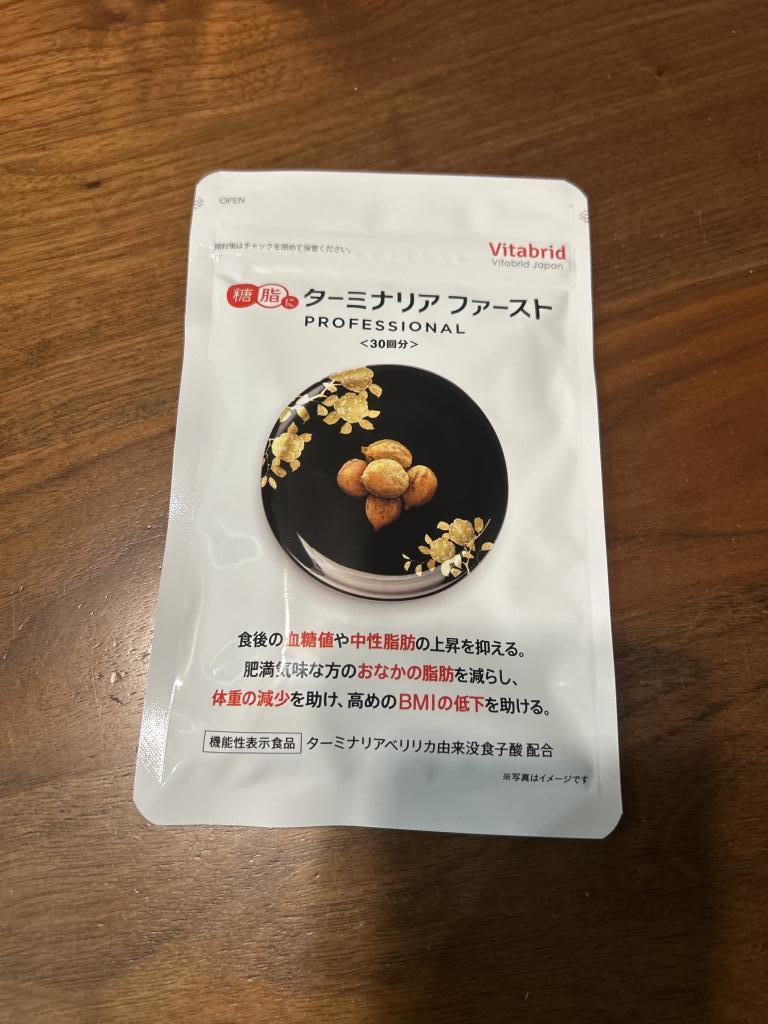 OPEN
開封後はチャックを閉めて保管ください。
Vitabrid
Vitabrid Japan
糖 脂 に ターミナリア ファースト
PROFESSIONAL
<30回分>
食後の血糖値や中性脂肪の上昇を抑える。
肥満気味な方のおなかの脂肪を減らし、
体重の減少を助け、高めのBMIの低下を助ける。
機能性表示食品 ターミナリアベリリカ由来没食子酸 配合
※写真はイメージです